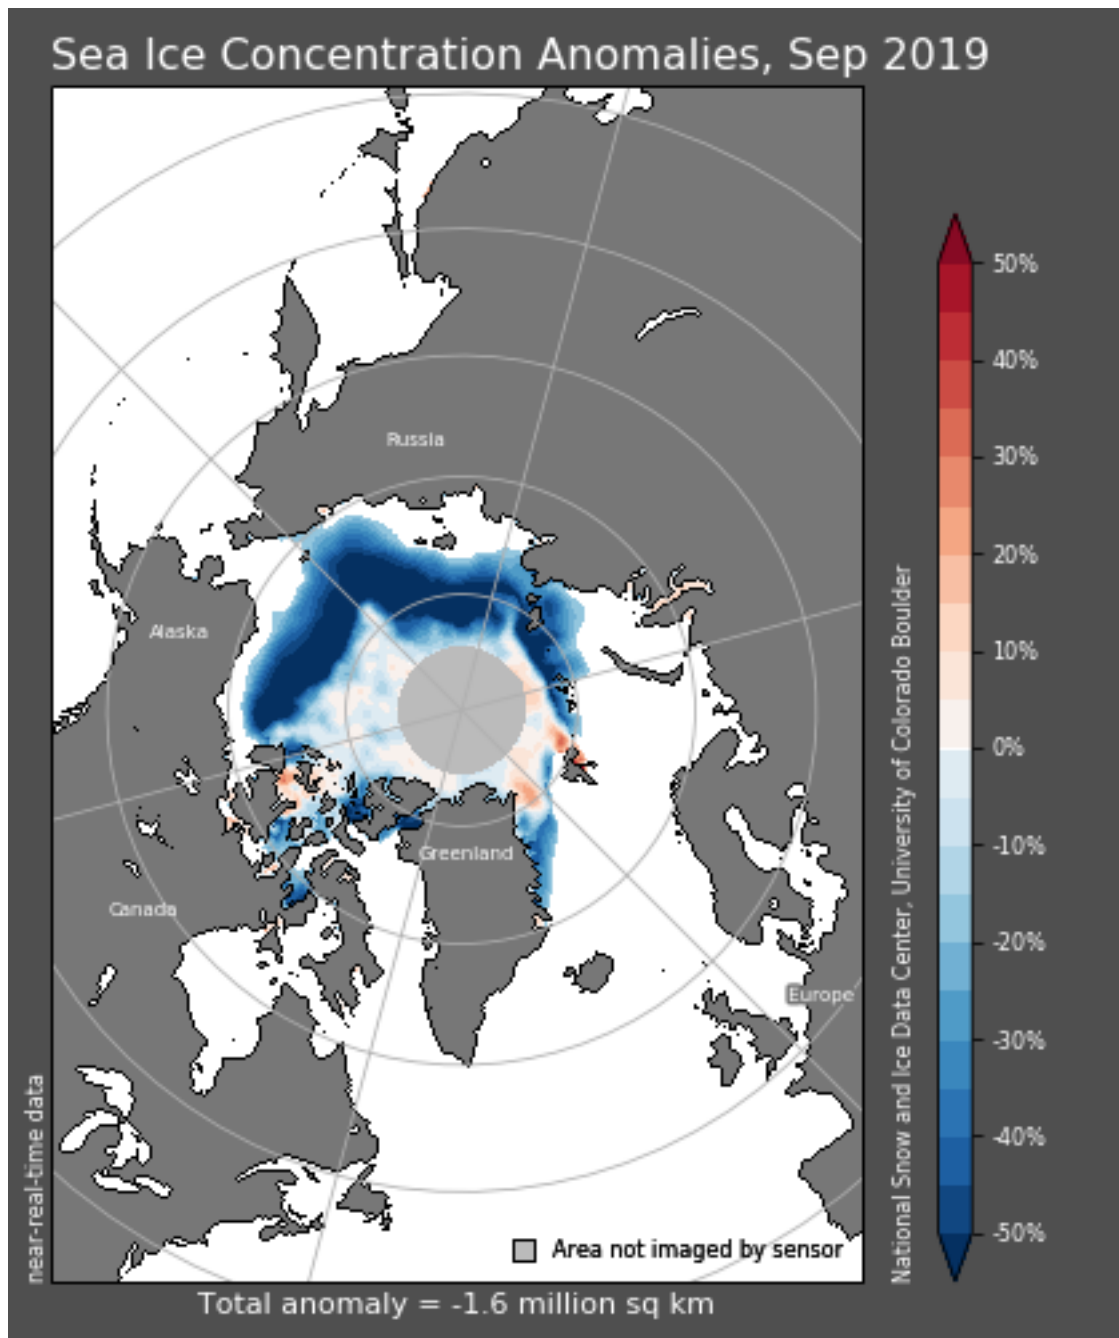 Sea Ice Concentration Anomalies, Sep 2019
Russia
Alaska
Greenland
Canada
Europe
Area not imaged by sensor
near-real-time data
National Snow and Ice Data Center, University of Colorado Boulder
50%
40%
30%
20%
10%
0%
-10%
-20%
-30%
-40%
-50%
Total anomaly = -1.6 million sq km